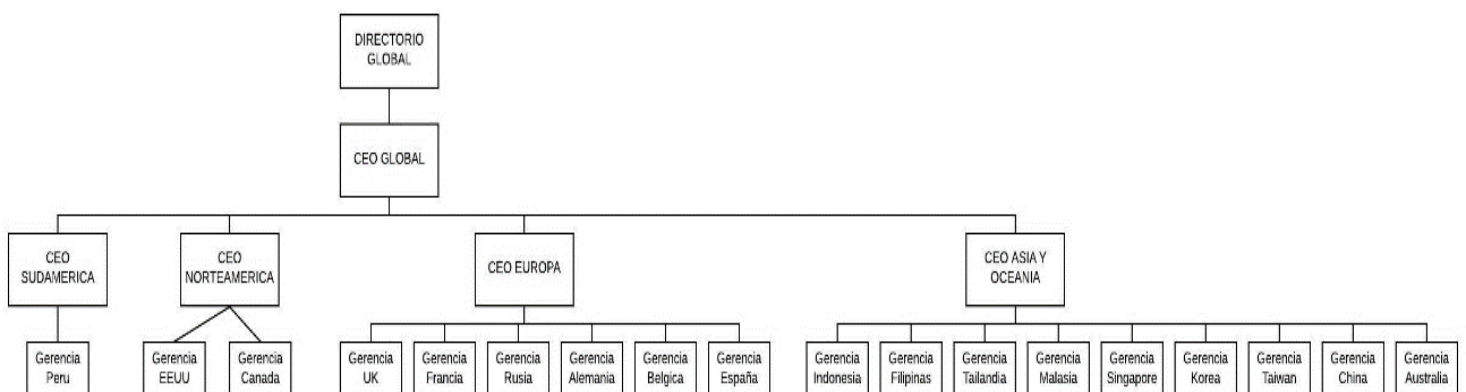 DIRECTORIO
GLOBAL
CEO GLOBAL
CEO
SUDAMERICA
CEO
NORTEAMERICA
CEO EUROPA
CEO ASIA Y
OCEANIA
Gerencia
Peru
Gerencia
EEUU
Gerencia
Canada
Gerencia
UK
Gerencia
Francia
Gerencia
Rusia
Gerencia
Alemania
Gerencia
Belgica
Gerencia
España
Gerencia
Indonesia
Gerencia
Filipinas
Gerencia
Tailandia
Gerencia
Malasia
Gerencia
Singapore
Gerencia
Korea
Gerencia
Taiwan
Gerencia
China
Gerencia
Australia